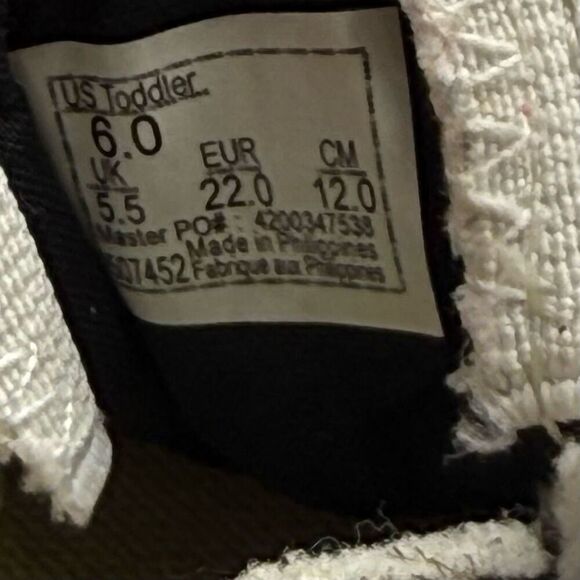 US Toddler
6.0
UK EUR CM
5.5 22.0 12.0
Master PO# : 4200347538
Made in Philippines
507452 Fabrique aux Philippines